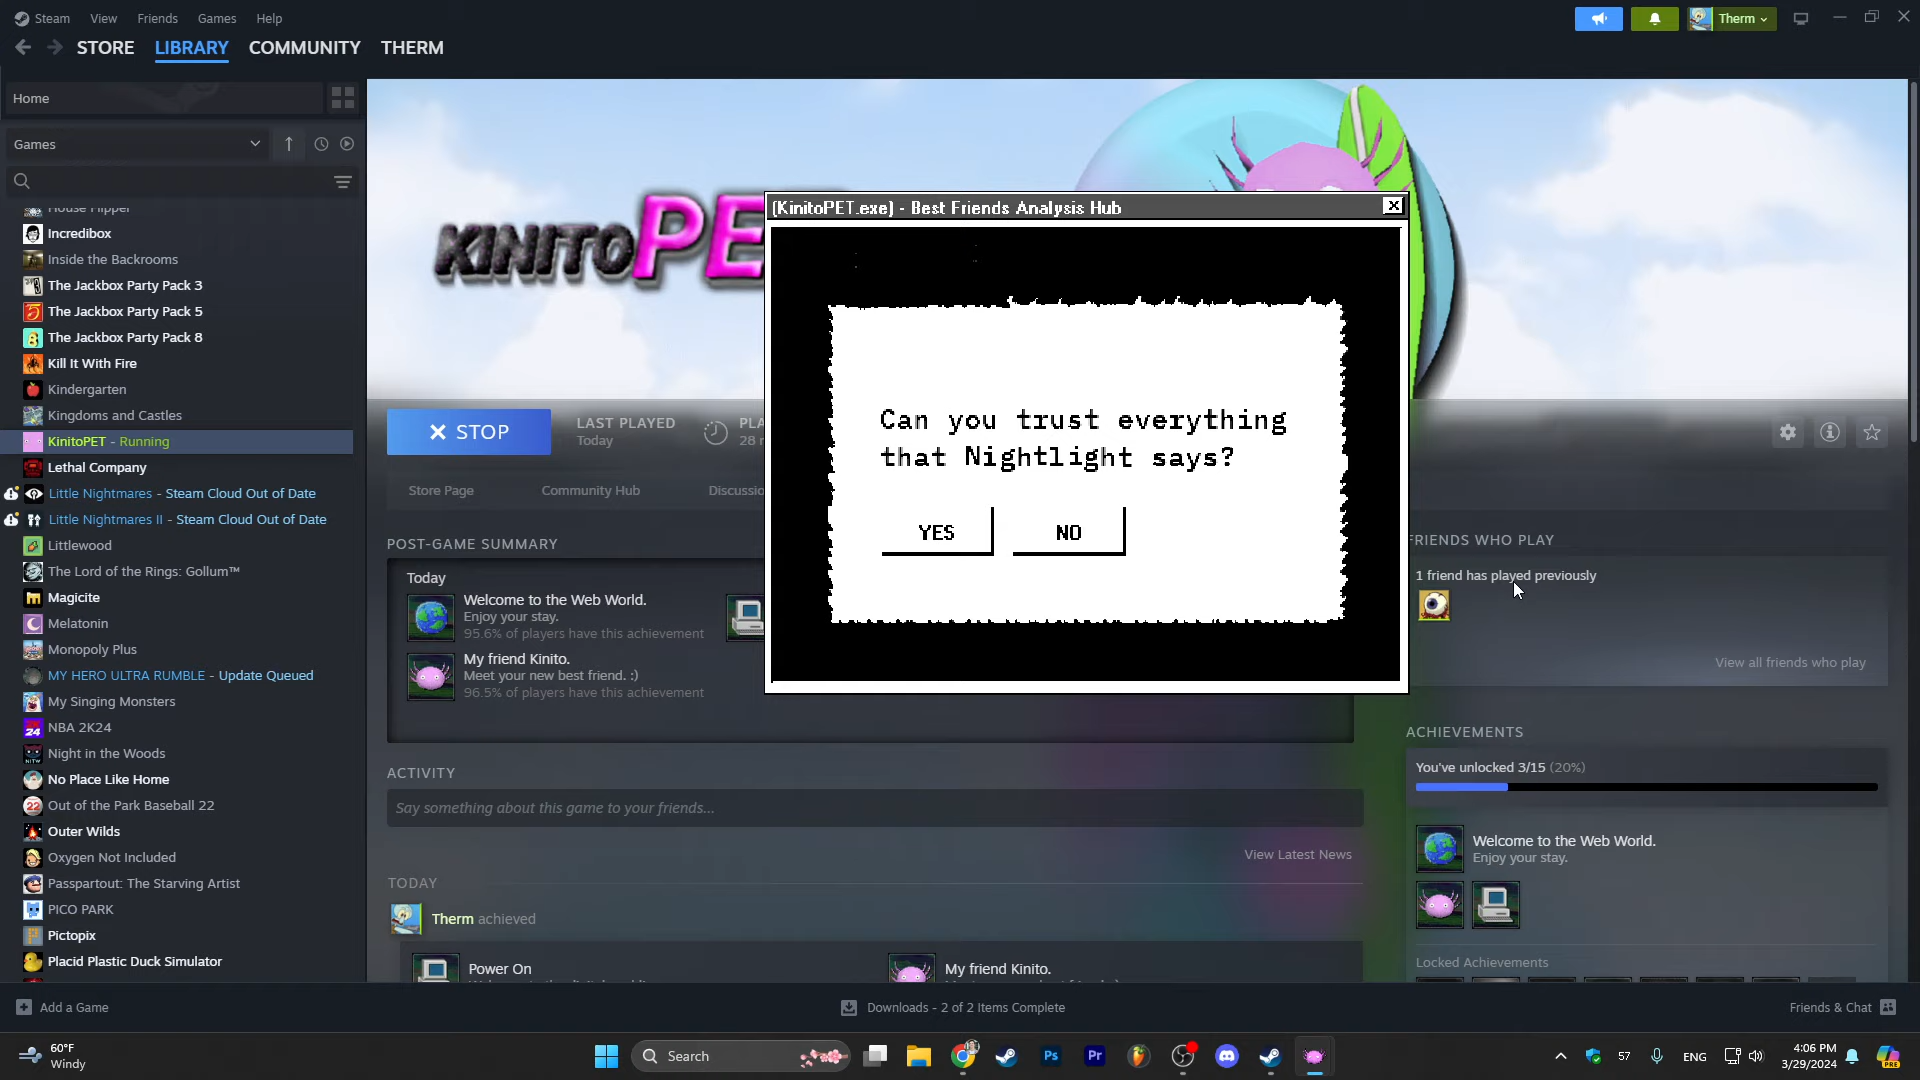 Steam View Friends Games Help
Therm
STORE LIBRARY COMMUNITY THERM
Home
Games
House Flipper
Incredibox
Inside the Backrooms
The Jackbox Party Pack 3
The Jackbox Party Pack 5
The Jackbox Party Pack 8
Kill It With Fire
Kindergarten
Kingdoms and Castles
KinitoPET - Running
Lethal Company
Little Nightmares - Steam Cloud Out of Date
Little Nightmares II - Steam Cloud Out of Date
Littlewood
The Lord of the Rings: Gollum™
Magicite
Melatonin
Monopoly Plus
MY HERO ULTRA RUMBLE - Update Queued
My Singing Monsters
NBA 2K24
Night in the Woods
No Place Like Home
Out of the Park Baseball 22
Outer Wilds
Oxygen Not Included
Passpartout: The Starving Artist
PICO PARK
Pictopix
Placid Plastic Duck Simulator
KINITOPE
(KinitoPET.exe) - Best Friends Analysis Hub
Can you trust everything
that Nightlight says?
YES NO
STOP
LAST PLAYED
Today
PLA
28 m
Store Page Community Hub Discussio
POST-GAME SUMMARY
Today
Welcome to the Web World.
Enjoy your stay.
95.6% of players have this achievement
My friend Kinito.
Meet your new best friend. :)
96.5% of players have this achievement
ACTIVITY
Say something about this game to your friends...
View Latest News
TODAY
Therm achieved
Power On
My friend Kinito.
FRIENDS WHO PLAY
1 friend has played previously
View all friends who play
ACHIEVEMENTS
You've unlocked 3/15 (20%)
Welcome to the Web World.
Enjoy your stay.
Locked Achievements
Add a Game
Downloads - 2 of 2 Items Complete
Friends & Chat
60°F
Windy
Search
Ps
Pr
57
ENG
4:06 PM
3/29/2024
PRE